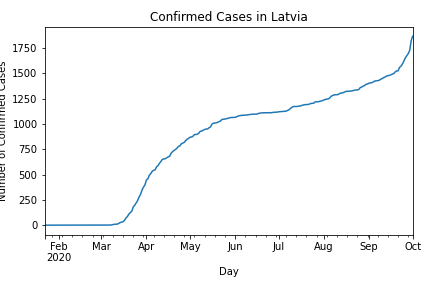 Confirmed Cases in Latvia
Number of Confirmed Cases
1750
1500
1250
1000
750
500
250
0
Feb Mar Apr May Jun Jul Aug Sep Oct
2020
Day